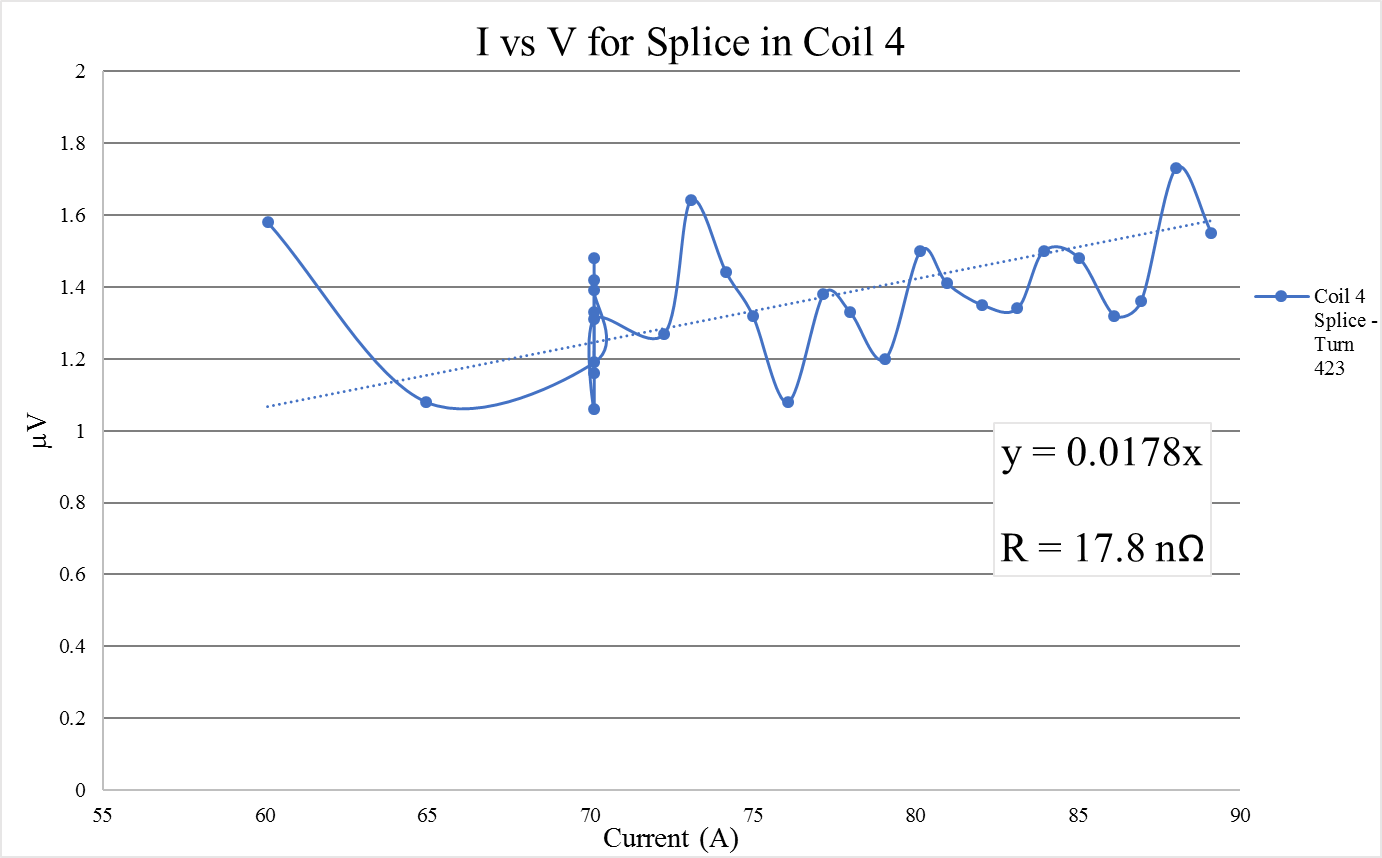 I vs V for Splice in Coil 4
2
1.8
1.6
1.4
1.2
1
0.8
0.6
0.4
0.2
0
µV
55
60
65
70
75
80
85
90
Current (A)
y = 0.0178x
R = 17.8 nΩ
Coil 4
Splice -
Turn
423